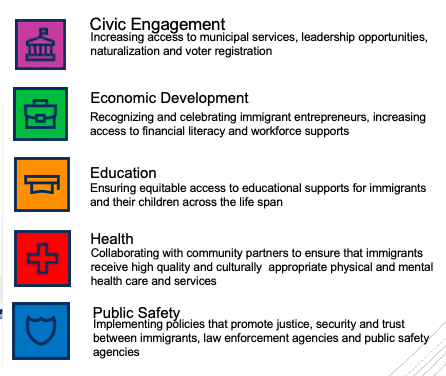 Civic Engagement
Increasing access to municipal services, leadership opportunities,
naturalization and voter registration
Economic Development
Recognizing and celebrating immigrant entrepreneurs, increasing
access to financial literacy and workforce supports
Education
Ensuring equitable access to educational supports for immigrants
and their children across the life span
Health
Collaborating with community partners to ensure that immigrants
receive high quality and culturally appropriate physical and mental
health care and services
Public Safety
Implementing policies that promote justice, security and trust
between immigrants, law enforcement agencies and public safety
agencies